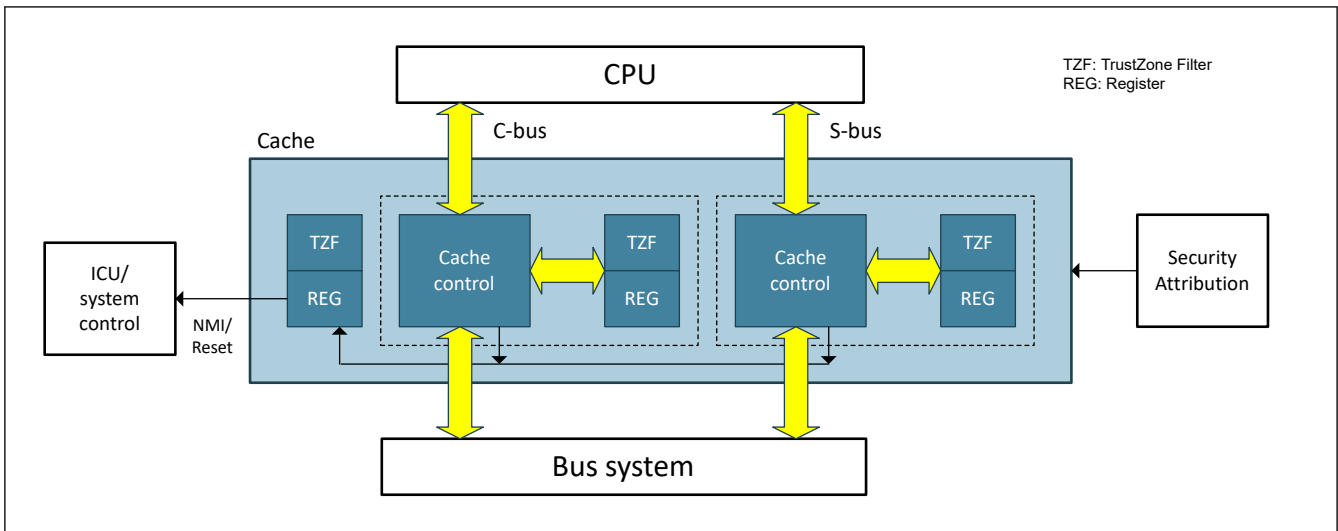 CPU
TZF: TrustZone Filter
REG: Register
C-bus
S-bus
Cache
TZF
REG
Cache
control
TZF
REG
Cache
control
TZF
REG
ICU/
system
control
NMI/
Reset
Security
Attribution
Bus system